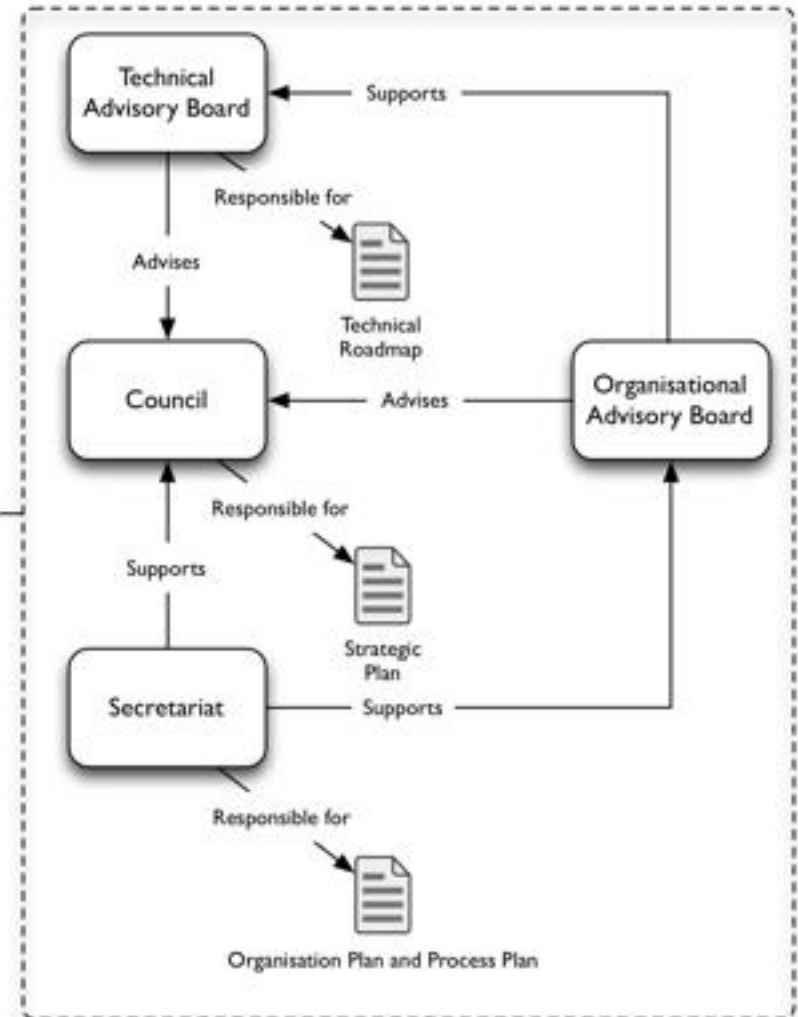 Technical
Advisory Board
Supports
Responsible for
Advises
Technical
Roadmap
Council
Advises
Organisational
Advisory Board
Responsible for
Supports
Strategic
Plan
Secretariat
Supports
Responsible for
Organisation Plan and Process Plan